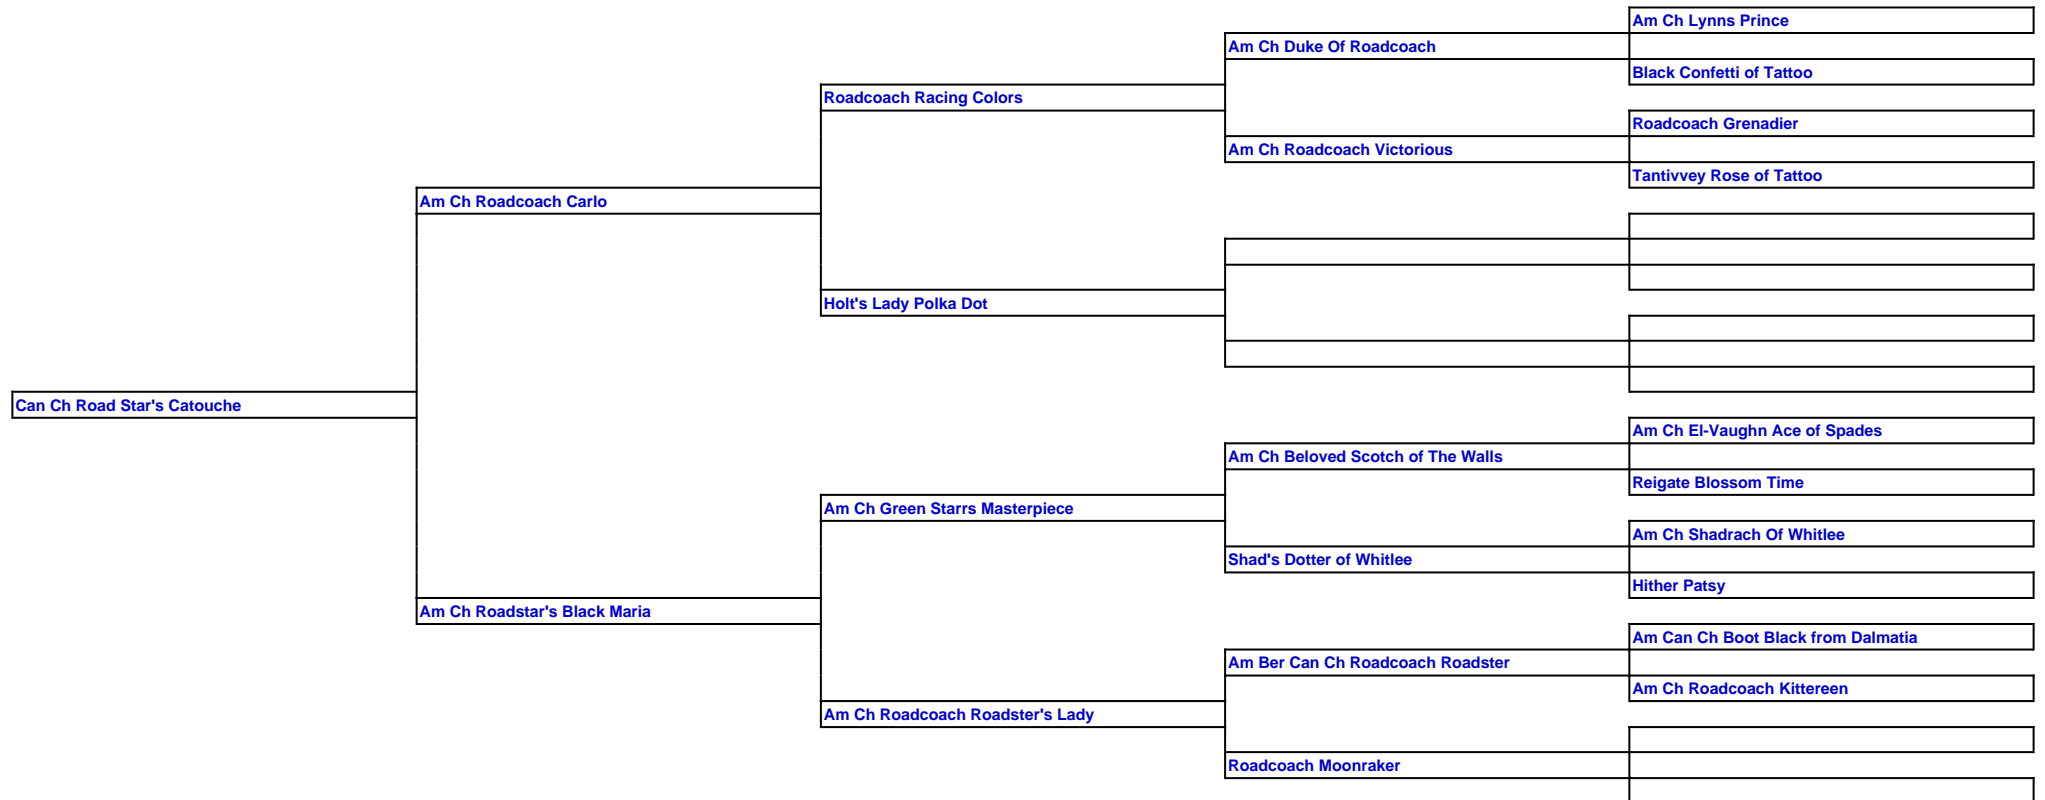 Am Ch Lynns Prince
Am Ch Duke Of Roadcoach
Black Confetti of Tattoo
Roadcoach Racing Colors
Roadcoach Grenadier
Am Ch Roadcoach Victorious
Tantivvey Rose of Tattoo
Am Ch Roadcoach Carlo
Holt's Lady Polka Dot
Can Ch Road Star's Catouche
Am Ch El-Vaughn Ace of Spades
Am Ch Beloved Scotch of The Walls
Reigate Blossom Time
Am Ch Green Starrs Masterpiece
Am Ch Shadrach Of Whitlee
Shad's Dotter of Whitlee
Hither Patsy
Am Ch Roadstar's Black Maria
Am Can Ch Boot Black from Dalmatia
Am Ber Can Ch Roadcoach Roadster
Am Ch Roadcoach Kittereen
Am Ch Roadcoach Roadster's Lady
Roadcoach Moonraker